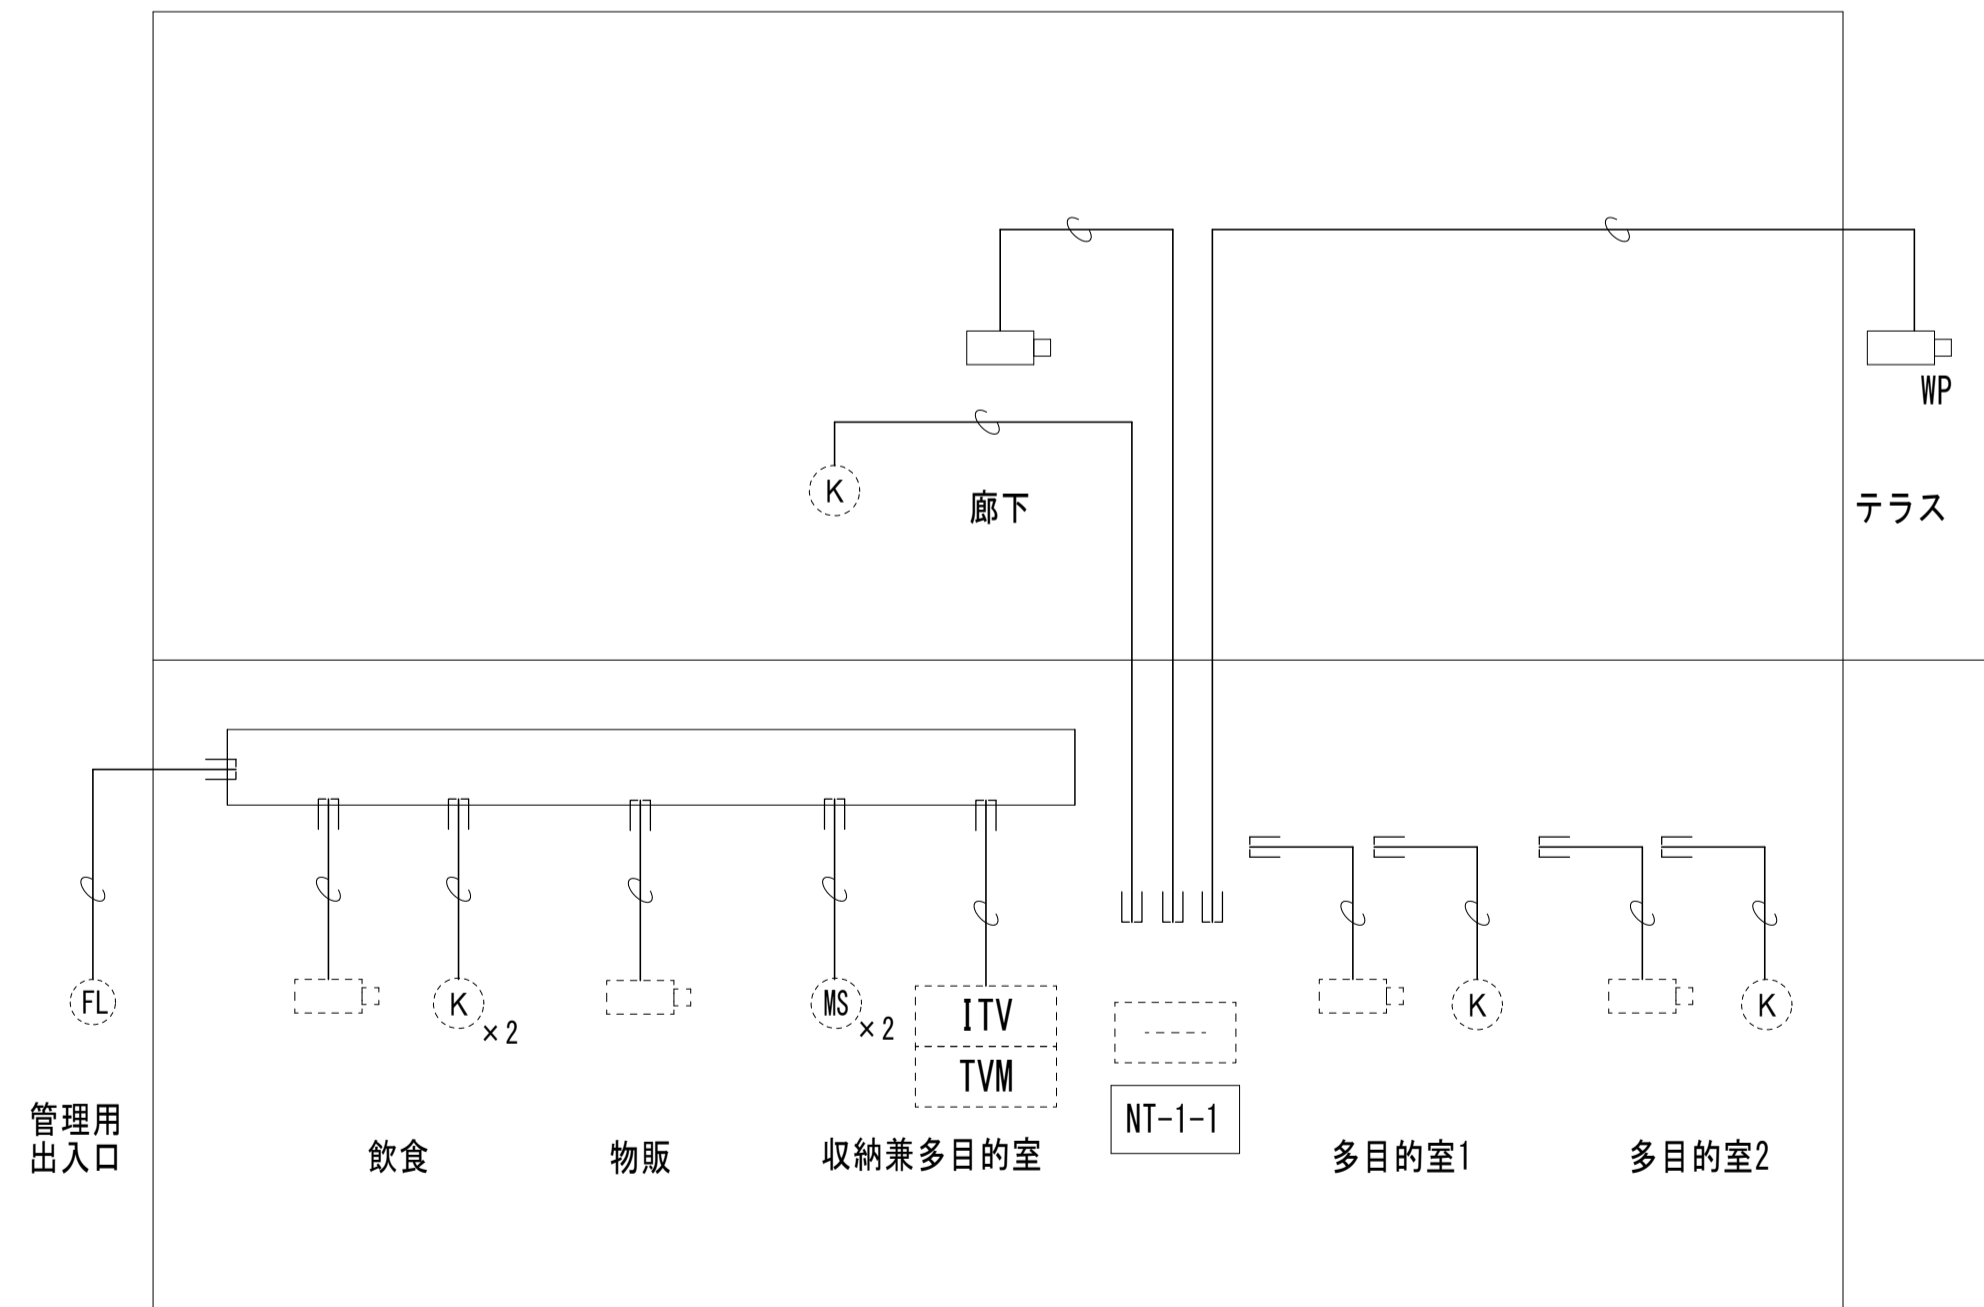 WP
K
廊下
テラス
FL
K
×2
MS
×2
ITV
TVM
K
K
NT-1-1
管理用
出入口
飲食
物販
収納兼多目的室
多目的室1
多目的室2